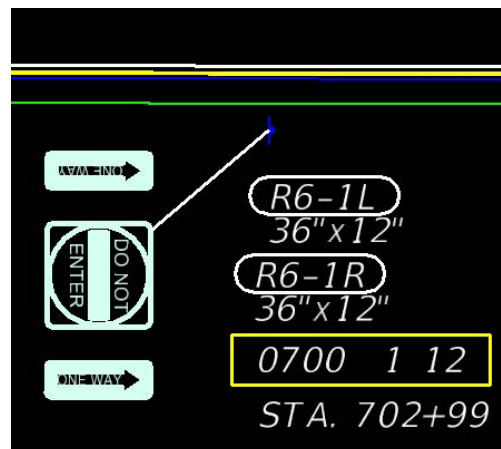 ONE WAY
DO NOT
ENTER
ONE WAY
R6-1L
36"x12"
R6-1R
36"x12"
0700 1 12
STA. 702+99